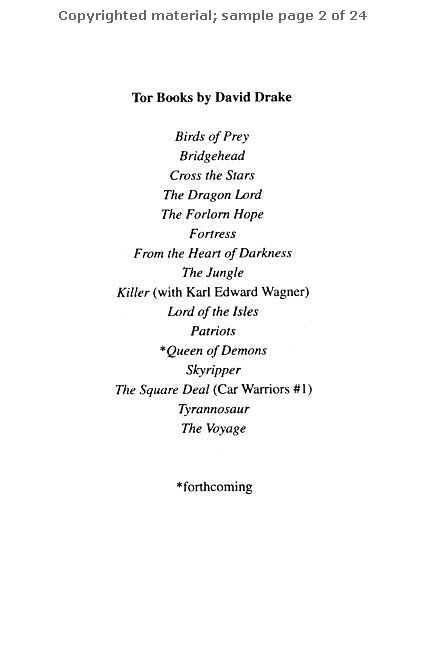 Copyrighted material; sample page 2 of 24
Tor Books by David Drake
Birds of Prey
Bridgehead
Cross the Stars
The Dragon Lord
The Forlorn Hope
Fortress
From the Heart of Darkness
The Jungle
Killer (with Karl Edward Wagner)
Lord of the Isles
Patriots
*Queen of Demons
Skyripper
The Square Deal (Car Warriors #1)
Tyrannosaur
The Voyage
*forthcoming